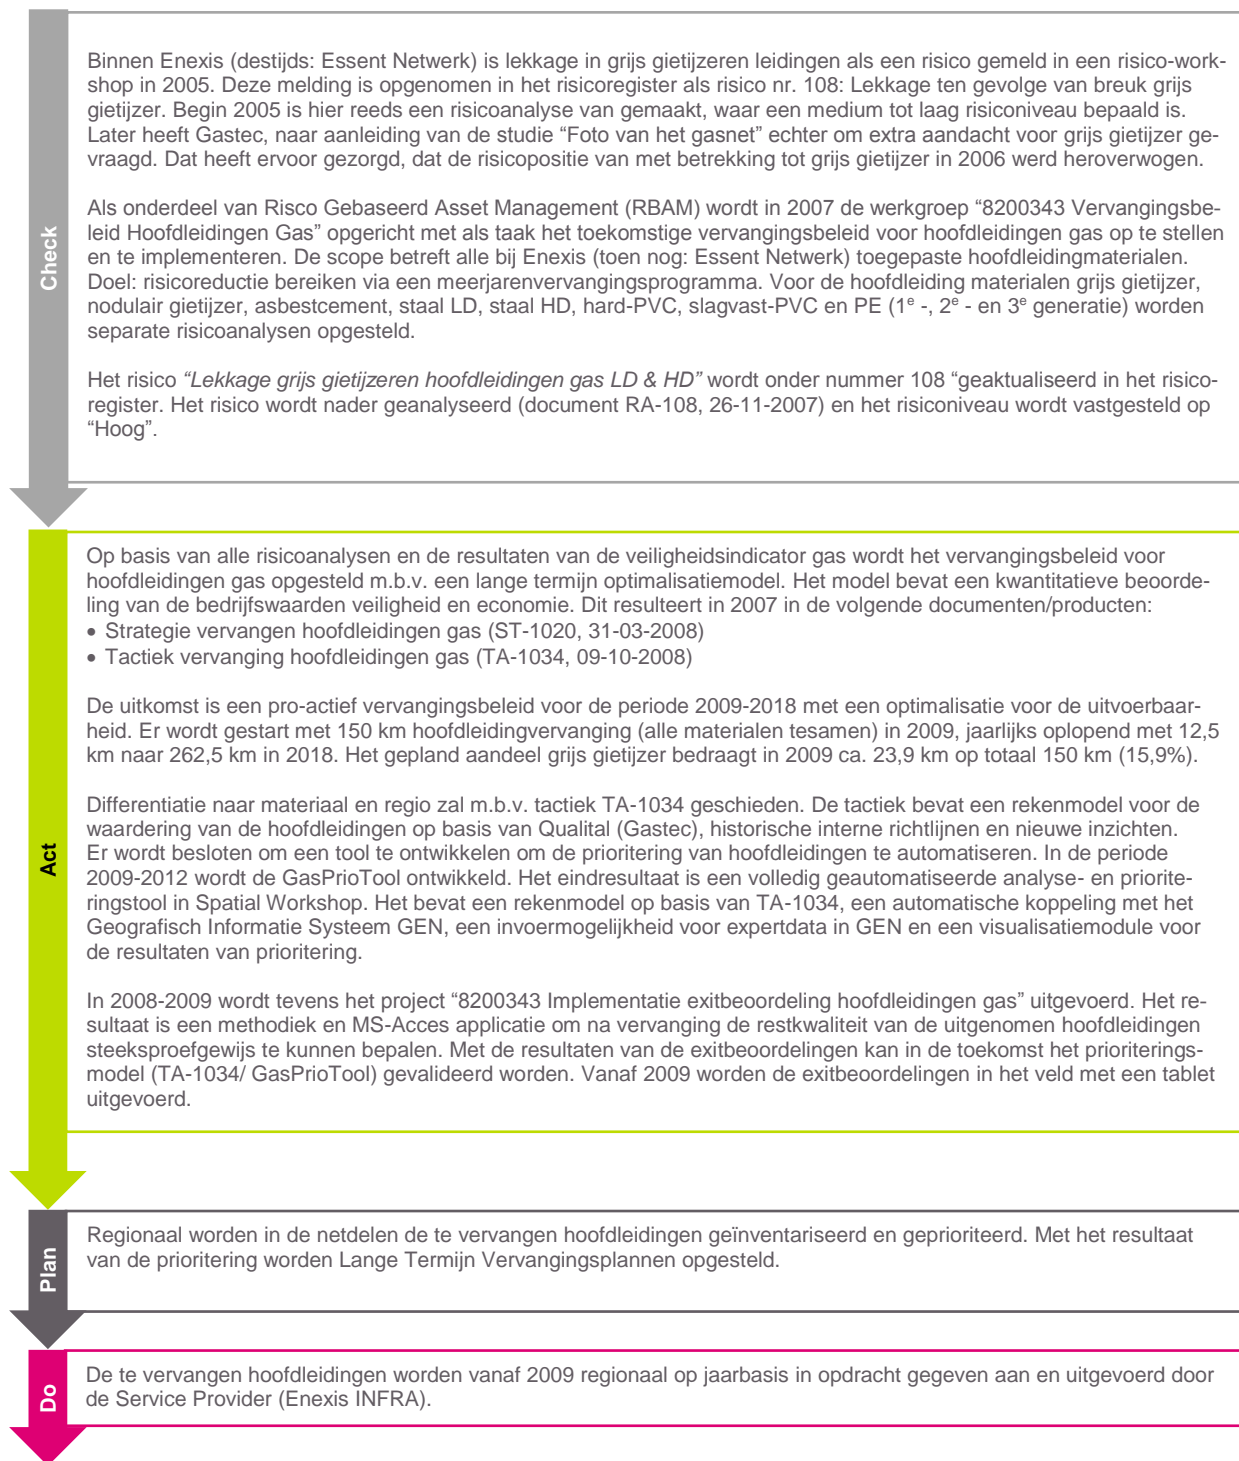 Check
Binnen Enexis (destijds: Essent Netwerk) is lekkage in grijs gietijzeren leidingen als een risico gemeld in een risico-work-
shop in 2005. Deze melding is opgenomen in het risicoregister als risico nr. 108: Lekkage ten gevolge van breuk grijs
gietijzer. Begin 2005 is hier reeds een risicoanalyse van gemaakt, waar een medium tot laag risiconiveau bepaald is.
Later heeft Gastec, naar aanleiding van de studie “Foto van het gasnet” echter om extra aandacht voor grijs gietijzer ge-
vraagd. Dat heeft ervoor gezorgd, dat de risicopositie van met betrekking tot grijs gietijzer in 2006 werd heroverwogen.
Als onderdeel van Risco Gebaseerd Asset Management (RBAM) wordt in 2007 de werkgroep “8200343 Vervangingsbe-
leid Hoofdleidingen Gas” opgericht met als taak het toekomstige vervangingsbeleid voor hoofdleidingen gas op te stellen
en te implementeren. De scope betreft alle bij Enexis (toen nog: Essent Netwerk) toegepaste hoofdleidingmaterialen.
Doel: risicoreductie bereiken via een meerjarenvervangingsprogramma. Voor de hoofdleiding materialen grijs gietijzer,
nodulair gietijzer, asbestcement, staal LD, staal HD, hard-PVC, slagvast-PVC en PE (1e -, 2e - en 3e generatie) worden
separate risicoanalysen opgesteld.
Het risico “Lekkage grijs gietijzeren hoofdleidingen gas LD & HD” wordt onder nummer 108 “geaktualiseerd in het risico-
register. Het risico wordt nader geanalyseerd (document RA-108, 26-11-2007) en het risiconiveau wordt vastgesteld op
“Hoog”.
Act
Op basis van alle risicoanalysen en de resultaten van de veiligheidsindicator gas wordt het vervangingsbeleid voor
hoofdleidingen gas opgesteld m.b.v. een lange termijn optimalisatiemodel. Het model bevat een kwantitatieve beoorde-
ling van de bedrijfswaarden veiligheid en economie. Dit resulteert in 2007 in de volgende documenten/producten:
• Strategie vervangen hoofdleidingen gas (ST-1020, 31-03-2008)
• Tactiek vervanging hoofdleidingen gas (TA-1034, 09-10-2008)
De uitkomst is een pro-actief vervangingsbeleid voor de periode 2009-2018 met een optimalisatie voor de uitvoerbaar-
heid. Er wordt gestart met 150 km hoofdleidingvervanging (alle materialen tesamen) in 2009, jaarlijks oplopend met 12,5
km naar 262,5 km in 2018. Het gepland aandeel grijs gietijzer bedraagt in 2009 ca. 23,9 km op totaal 150 km (15,9%).
Differentiatie naar materiaal en regio zal m.b.v. tactiek TA-1034 geschieden. De tactiek bevat een rekenmodel voor de
waardering van de hoofdleidingen op basis van Qualital (Gastec), historische interne richtlijnen en nieuwe inzichten.
Er wordt besloten om een tool te ontwikkelen om de prioritering van hoofdleidingen te automatiseren. In de periode
2009-2012 wordt de GasPrioTool ontwikkeld. Het eindresultaat is een volledig geautomatiseerde analyse- en priorite-
ringstool in Spatial Workshop. Het bevat een rekenmodel op basis van TA-1034, een automatische koppeling met het
Geografisch Informatie Systeem GEN, een invoermogelijkheid voor expertdata in GEN en een visualisatiemodule voor
de resultaten van prioritering.
In 2008-2009 wordt tevens het project “8200343 Implementatie exitbeoordeling hoofdleidingen gas” uitgevoerd. Het re-
sultaat is een methodiek en MS-Acces applicatie om na vervanging de restkwaliteit van de uitgenomen hoofdleidingen
steeksproefgewijs te kunnen bepalen. Met de resultaten van de exitbeoordelingen kan in de toekomst het prioriterings-
model (TA-1034/ GasPrioTool) gevalideerd worden. Vanaf 2009 worden de exitbeoordelingen in het veld met een tablet
uitgevoerd.
Plan
Regionaal worden in de netdelen de te vervangen hoofdleidingen geïnventariseerd en geprioriteerd. Met het resultaat
van de prioritering worden Lange Termijn Vervangingsplannen opgesteld.
Do
De te vervangen hoofdleidingen worden vanaf 2009 regionaal op jaarbasis in opdracht gegeven aan en uitgevoerd door
de Service Provider (Enexis INFRA).